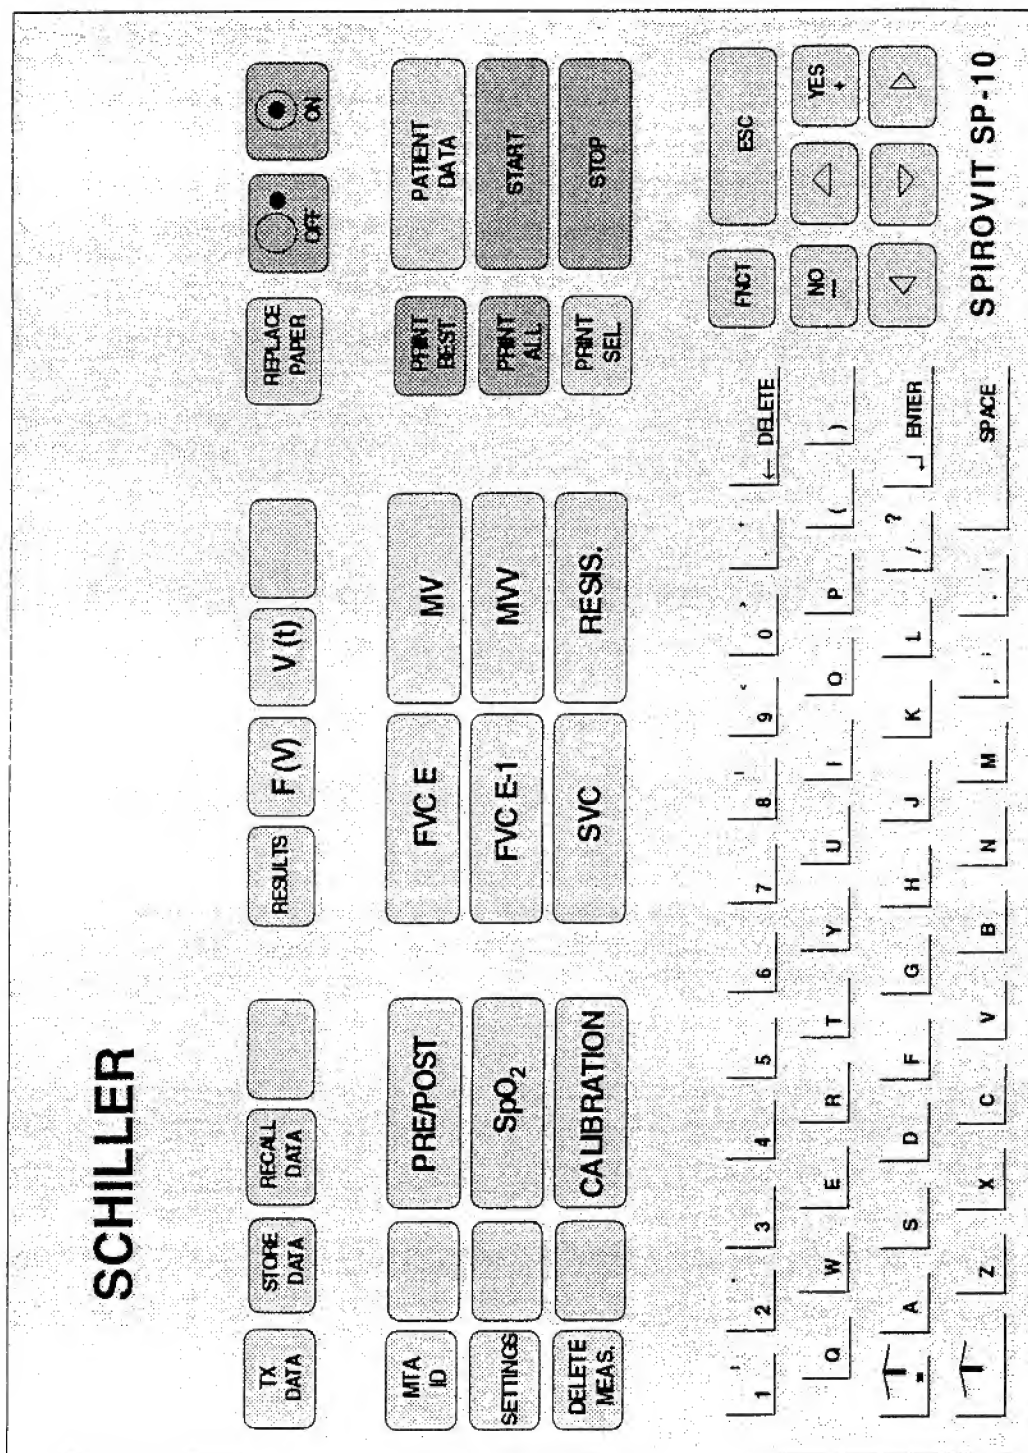 SCHILLER
TX
DATA
STORE
DATA
RECALL
DATA
RESULTS
F (V)
V (t)
REPLACE
PAPER
OFF
ON
MTA
ID
PRE/POST
FVC E
MV
PRINT
BEST
PATIENT
DATA
SETTINGS
SpO2
FVC E-1
MVV
PRINT
ALL
START
DELETE
MEAS.
CALIBRATION
SVC
RESIS.
PRINT
SEL.
STOP
1 ! 2 3 4 5 6 7 8 9 < 0 > ← DELETE
FNCT
ESC
Q W E R T Y U I O P ( )
NO
—
YES
+
A S D F G H J K L / ? ↵ ENTER
Z X C V B N M , ; . : SPACE
SPIROVIT SP-10